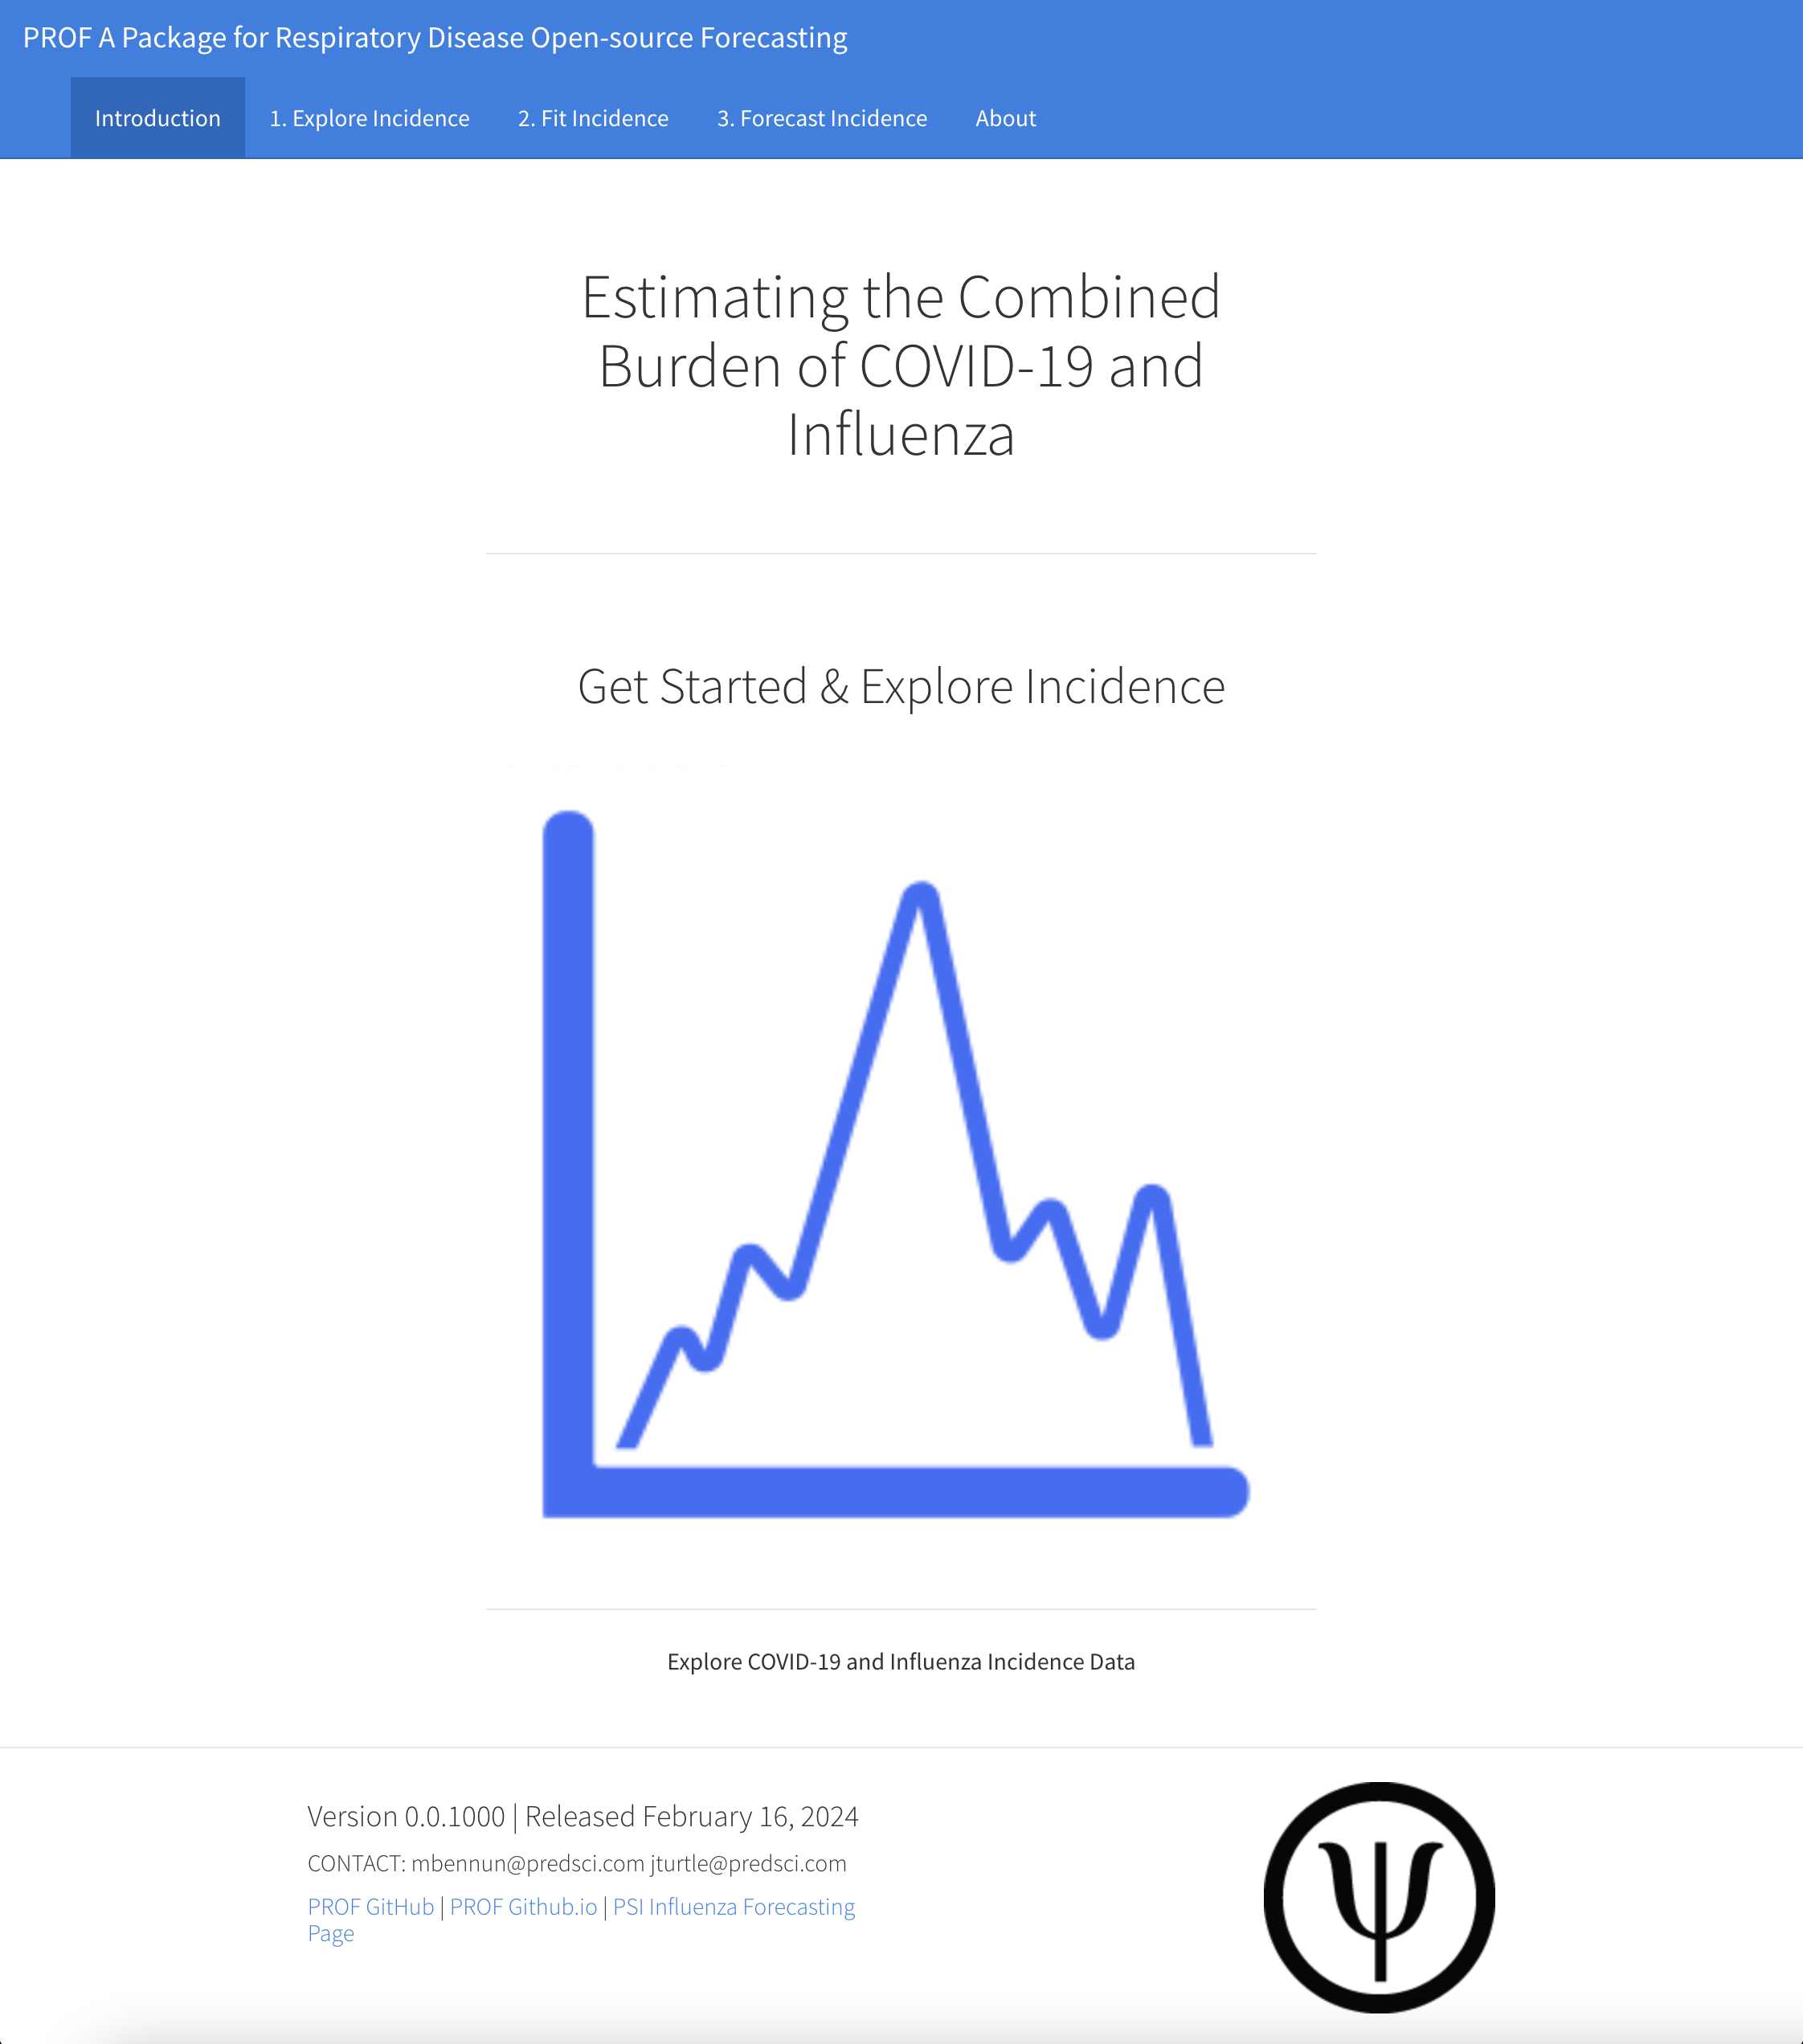 PROF A Package for Respiratory Disease Open-source Forecasting
Introduction 1. Explore Incidence 2. Fit Incidence 3. Forecast Incidence About
Estimating the Combined
Burden of COVID-19 and
Influenza
Get Started & Explore Incidence
Explore COVID-19 and Influenza Incidence Data
Version 0.0.1000 | Released February 16, 2024
CONTACT: mbennun@predsci.com jturtle@predsci.com
PROF GitHub | PROF Github.io | PSI Influenza Forecasting
Page
ψ